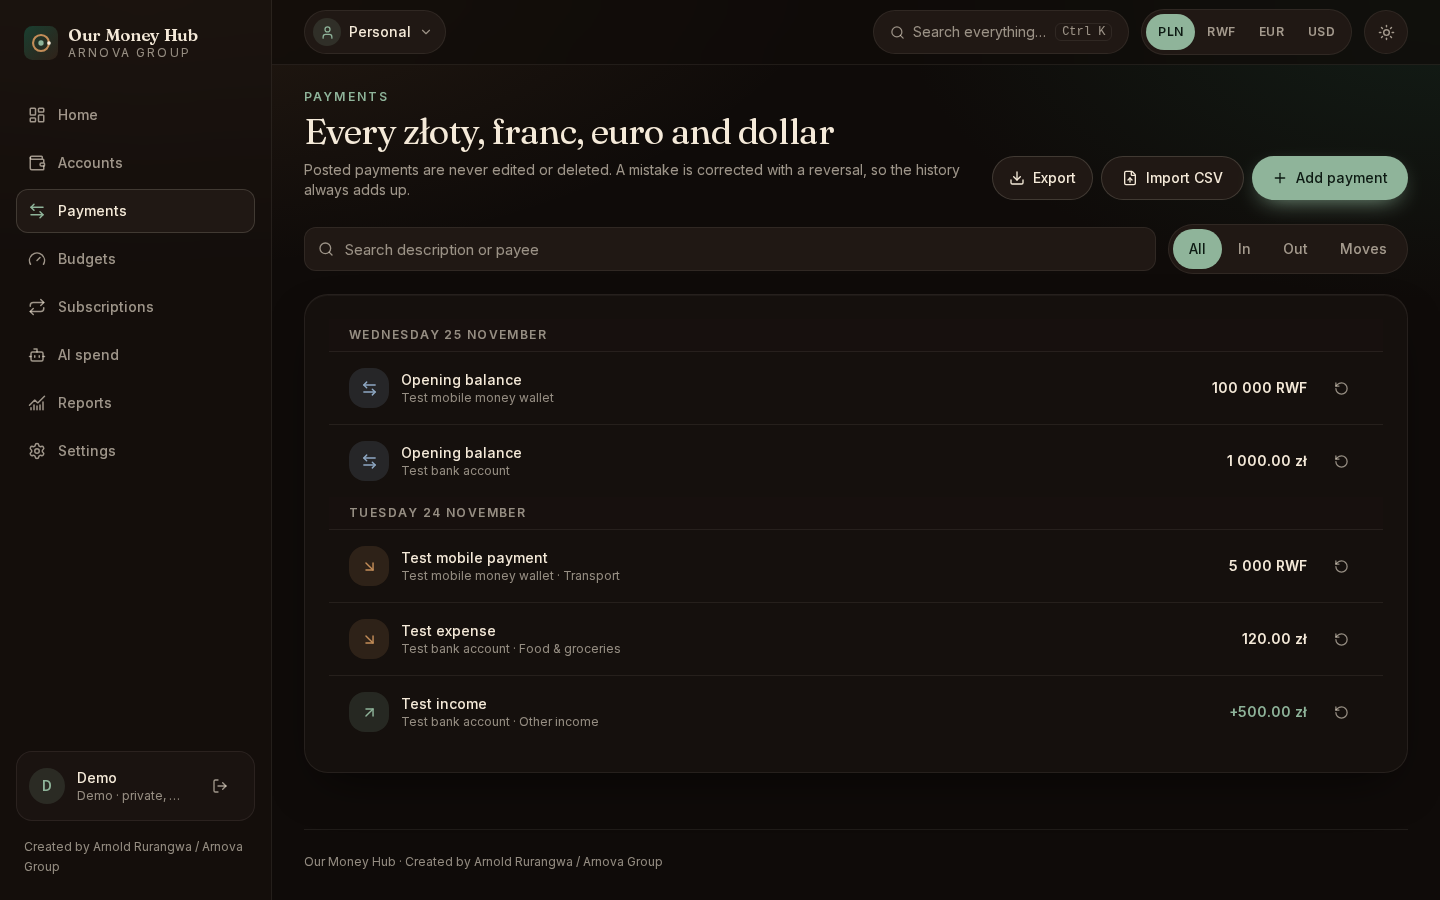 Our Money Hub
ARNOVA GROUP
Home
Accounts
Payments
Budgets
Subscriptions
AI spend
Reports
Settings
D
Demo
Demo · private, …
Created by Arnold Rurangwa / Arnova
Group
Personal
Search everything… Ctrl K
PLN RWF EUR USD
PAYMENTS
Every złoty, franc, euro and dollar
Posted payments are never edited or deleted. A mistake is corrected with a reversal, so the history
always adds up.
Export
Import CSV
Add payment
Search description or payee
All In Out Moves
WEDNESDAY 25 NOVEMBER
Opening balance
Test mobile money wallet
100 000 RWF
Opening balance
Test bank account
1 000.00 zł
TUESDAY 24 NOVEMBER
Test mobile payment
Test mobile money wallet · Transport
5 000 RWF
Test expense
Test bank account · Food & groceries
120.00 zł
Test income
Test bank account · Other income
+500.00 zł
Our Money Hub · Created by Arnold Rurangwa / Arnova Group